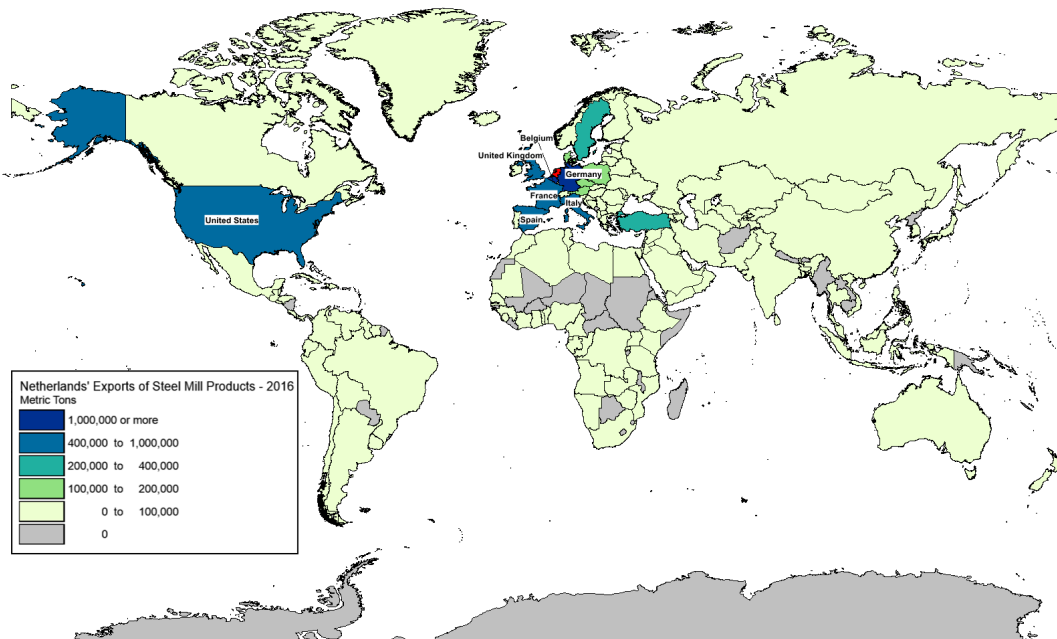 Belgium
United Kingdom
Germany
France
Italy
Spain
United States
Netherlands' Exports of Steel Mill Products - 2016
Metric Tons
1,000,000 or more
400,000 to 1,000,000
200,000 to 400,000
100,000 to 200,000
0 to 100,000
0